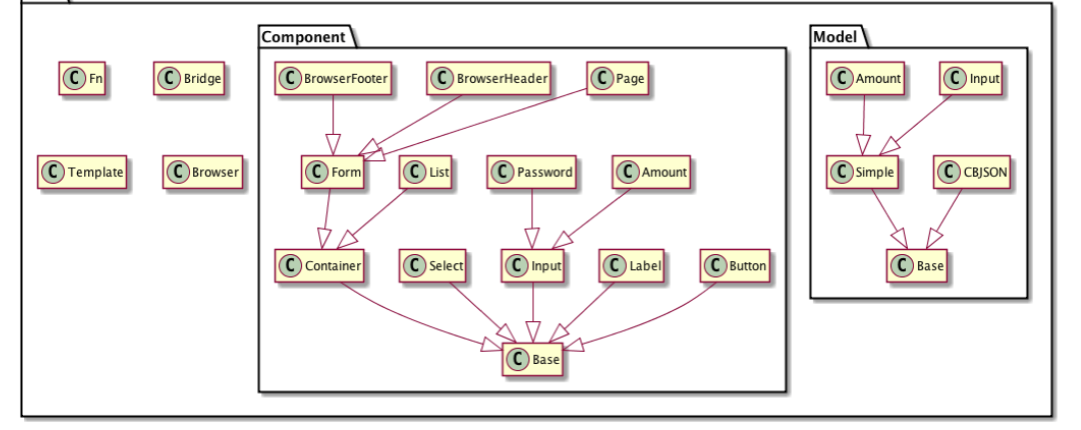 Component
Model
C BrowserFooter
C BrowserHeader
C Page
C Amount
C Input
C Fn
C Bridge
C Template
C Browser
C Form
C List
C Password
C Amount
C Simple
C CBJSON
C Container
C Select
C Input
C Label
C Button
C Base
C Base